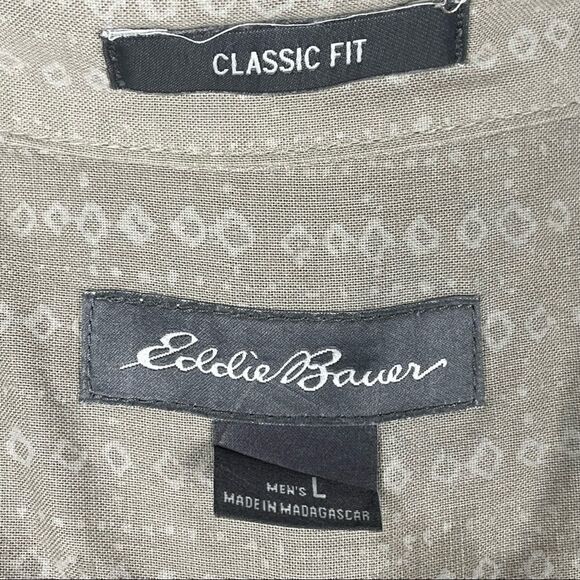 CLASSIC FIT
Eddie Bauer
MEN'S L
MADE IN MADAGASCAR